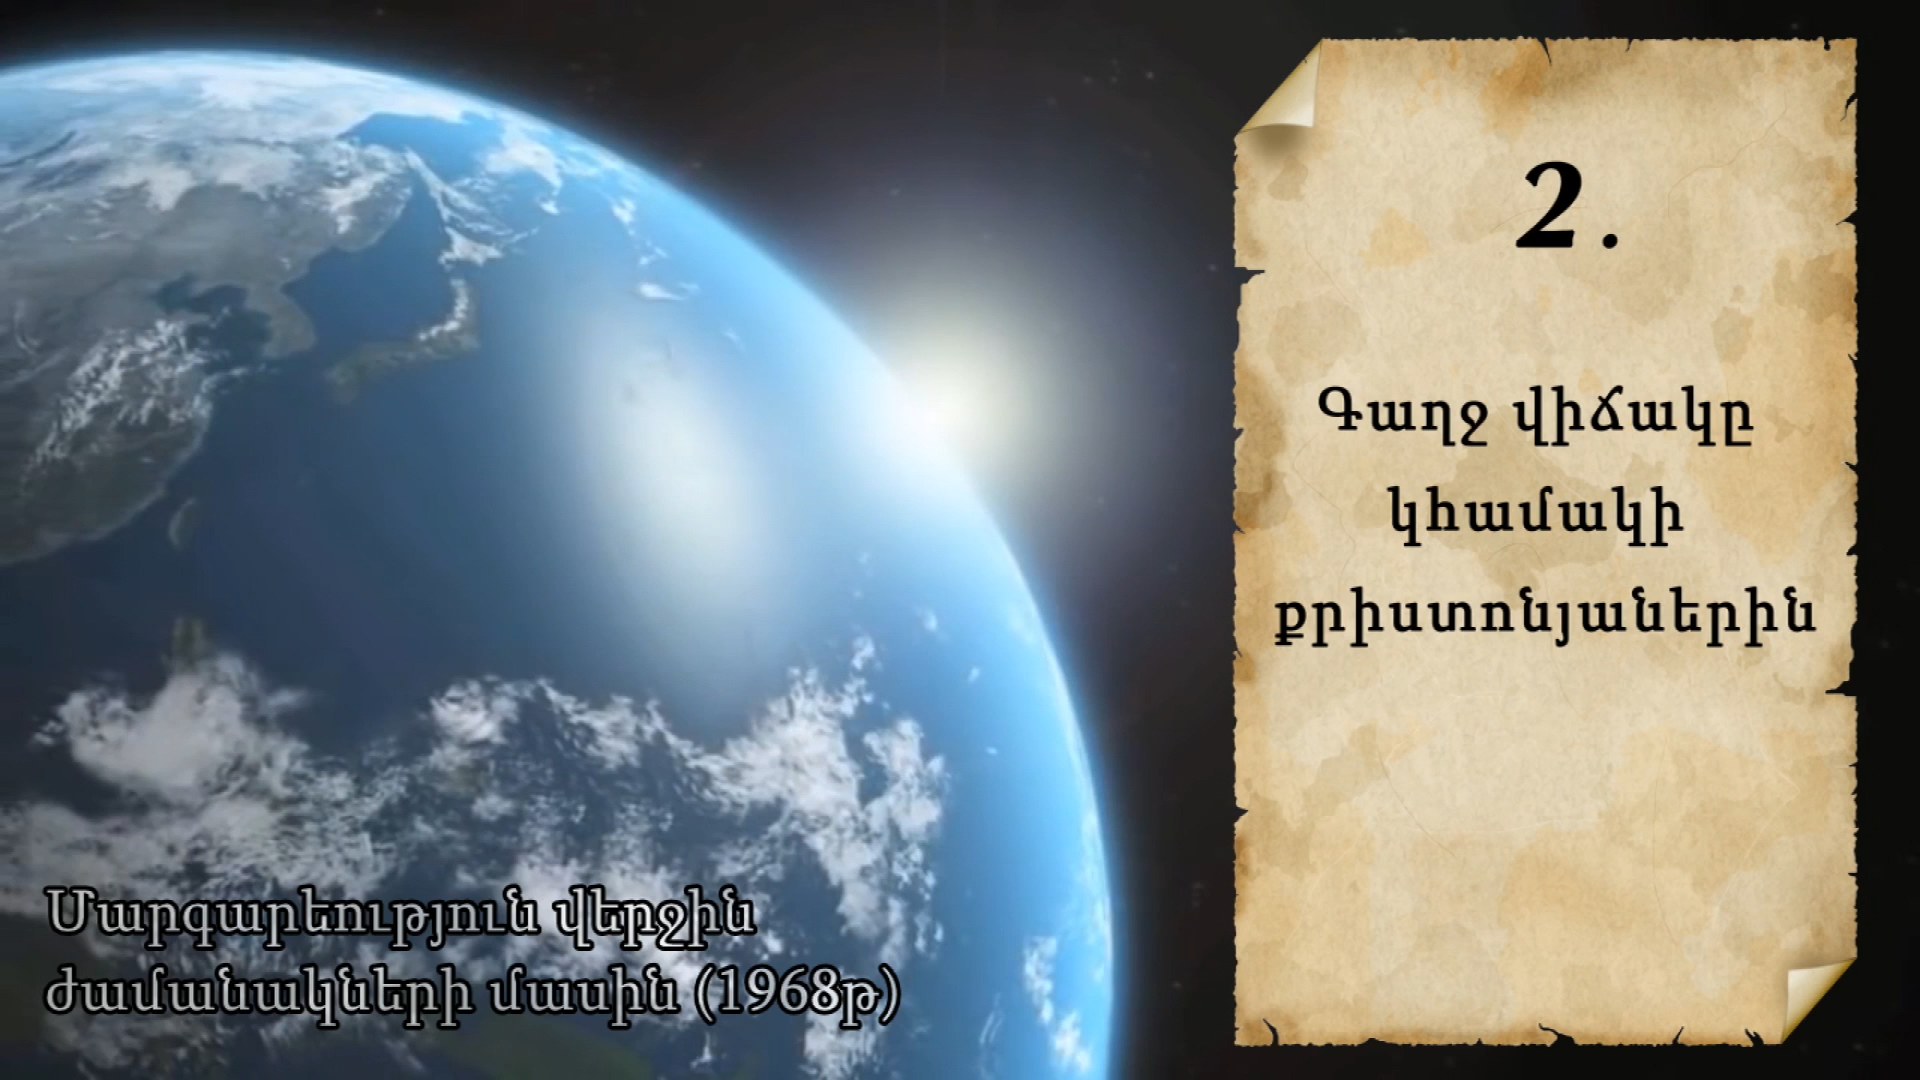 2.
Գաղջ վիճակը
կհամակի
քրիստոնյաներին
Մարգարեություն վերջին
ժամանակների մասին (1968թ)